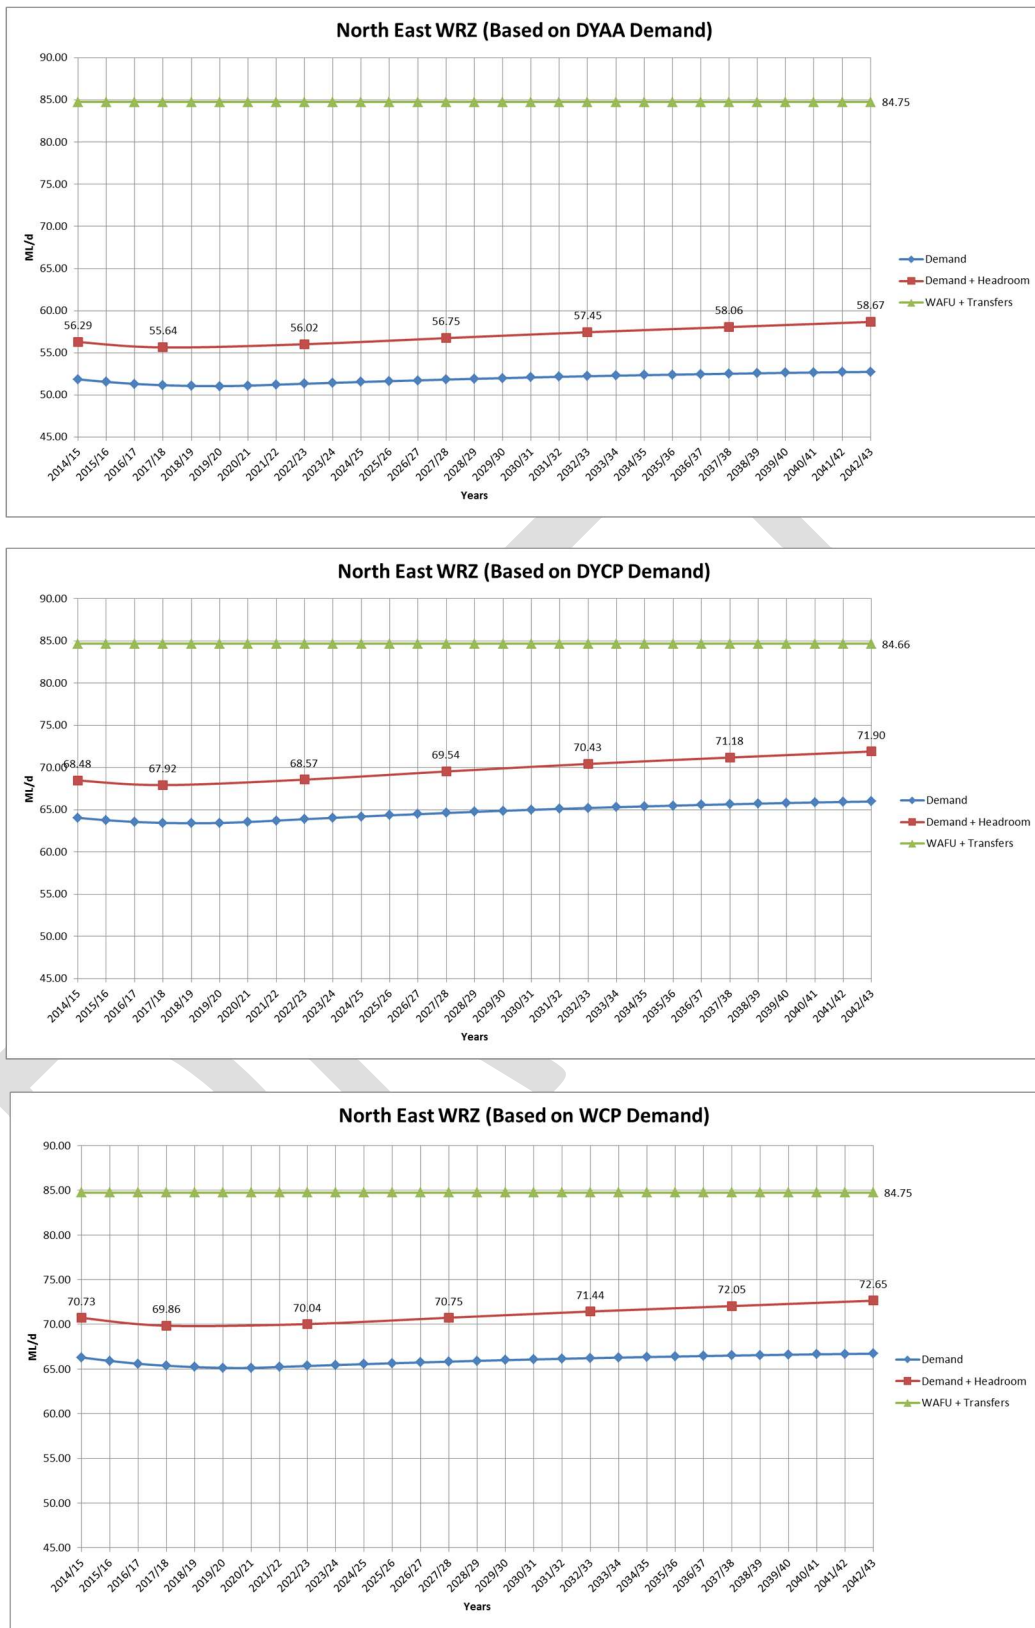 North East WRZ (Based on DYAA Demand)
90.00
85.00
84.75
80.00
75.00
70.00
65.00
ML/d
60.00
56.29 55.64 56.02 56.75 57.45 58.06 58.67
55.00
50.00
45.00
Demand
Demand + Headroom
WAFU + Transfers
2014/15 2015/16 2016/17 2017/18 2018/19 2019/20 2020/21 2021/22 2022/23 2023/24 2024/25 2025/26 2026/27 2027/28 2028/29 2029/30 2030/31 2031/32 2032/33 2033/34 2034/35 2035/36 2036/37 2037/38 2038/39 2039/40 2040/41 2041/42 2042/43
Years
North East WRZ (Based on DYCP Demand)
90.00
85.00
84.66
80.00
75.00
70.00
68.48 67.92 68.57 69.54 70.43 71.18 71.90
ML/d
65.00
60.00
55.00
50.00
45.00
Demand
Demand + Headroom
WAFU + Transfers
2014/15 2015/16 2016/17 2017/18 2018/19 2019/20 2020/21 2021/22 2022/23 2023/24 2024/25 2025/26 2026/27 2027/28 2028/29 2029/30 2030/31 2031/32 2032/33 2033/34 2034/35 2035/36 2036/37 2037/38 2038/39 2039/40 2040/41 2041/42 2042/43
Years
North East WRZ (Based on WCP Demand)
90.00
85.00
84.75
80.00
75.00
70.73 69.86 70.04 70.75 71.44 72.05 72.65
70.00
ML/d
65.00
60.00
55.00
50.00
45.00
Demand
Demand + Headroom
WAFU + Transfers
2014/15 2015/16 2016/17 2017/18 2018/19 2019/20 2020/21 2021/22 2022/23 2023/24 2024/25 2025/26 2026/27 2027/28 2028/29 2029/30 2030/31 2031/32 2032/33 2033/34 2034/35 2035/36 2036/37 2037/38 2038/39 2039/40 2040/41 2041/42 2042/43
Years